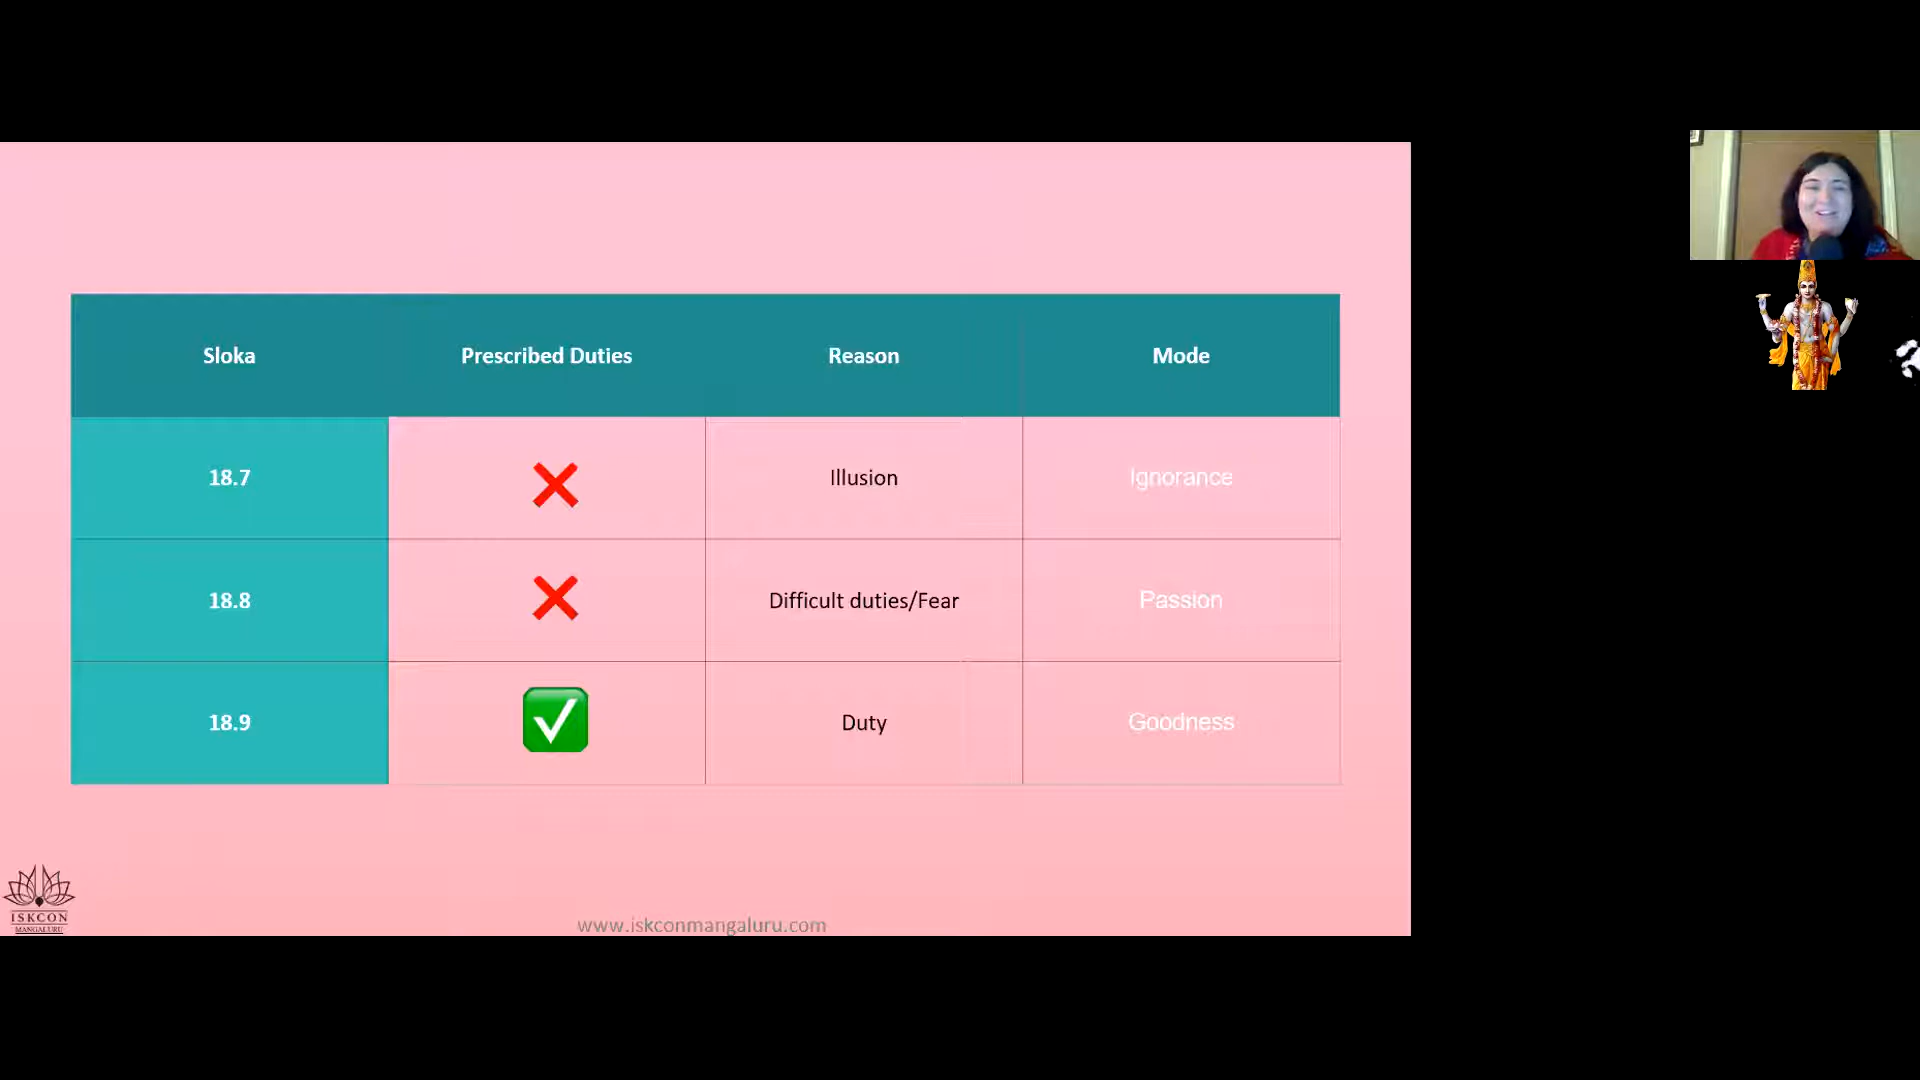 Sloka Prescribed Duties Reason Mode
18.7 Illusion Ignorance
18.8 Difficult duties/Fear Passion
18.9 Duty Goodness
ISKCON
MANGALURU
www.iskconmangaluru.com